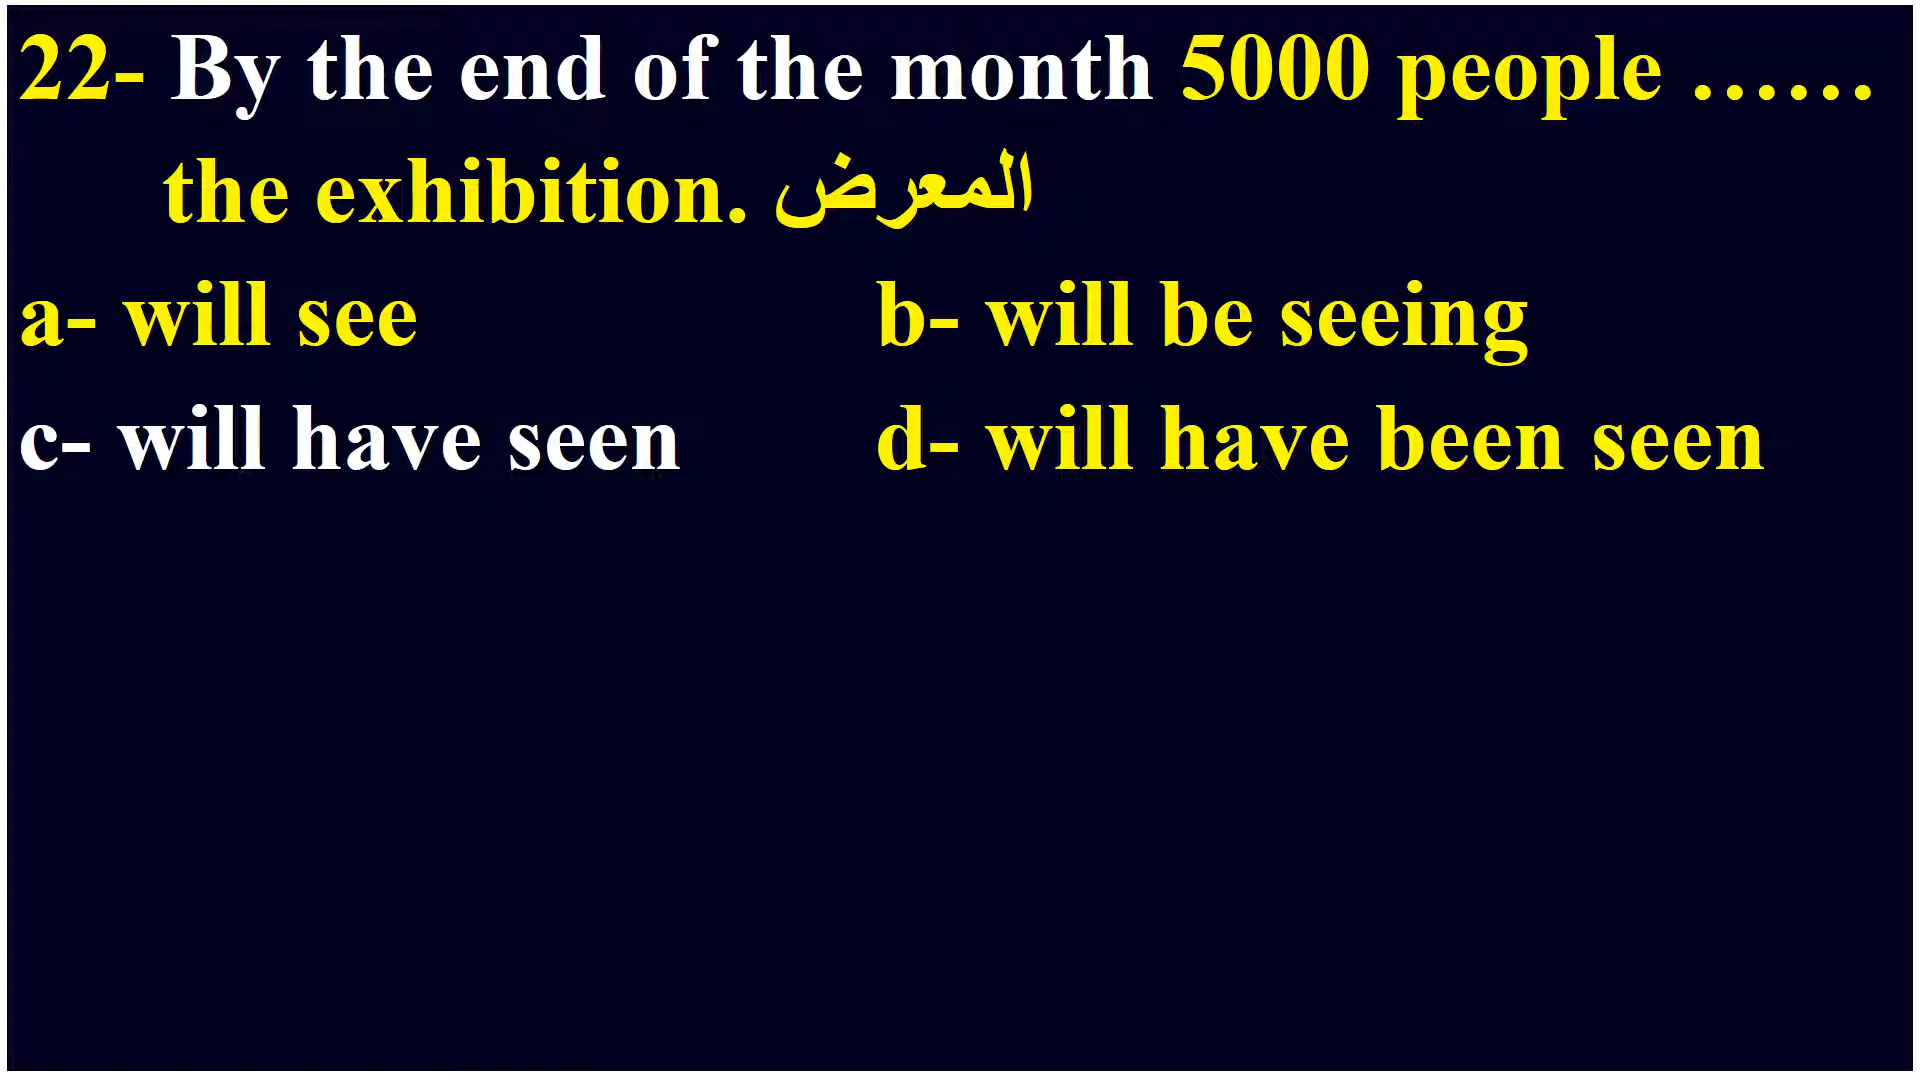 22- By the end of the month 5000 people ……
the exhibition. المعرض
a- will see b- will be seeing
c- will have seen d- will have been seen